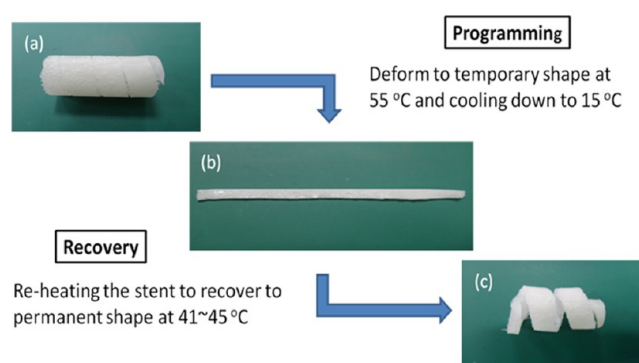 (a)
Programming
Deform to temporary shape at
55 °C and cooling down to 15 °C
(b)
Recovery
Re-heating the stent to recover to
permanent shape at 41~45 °C
(c)